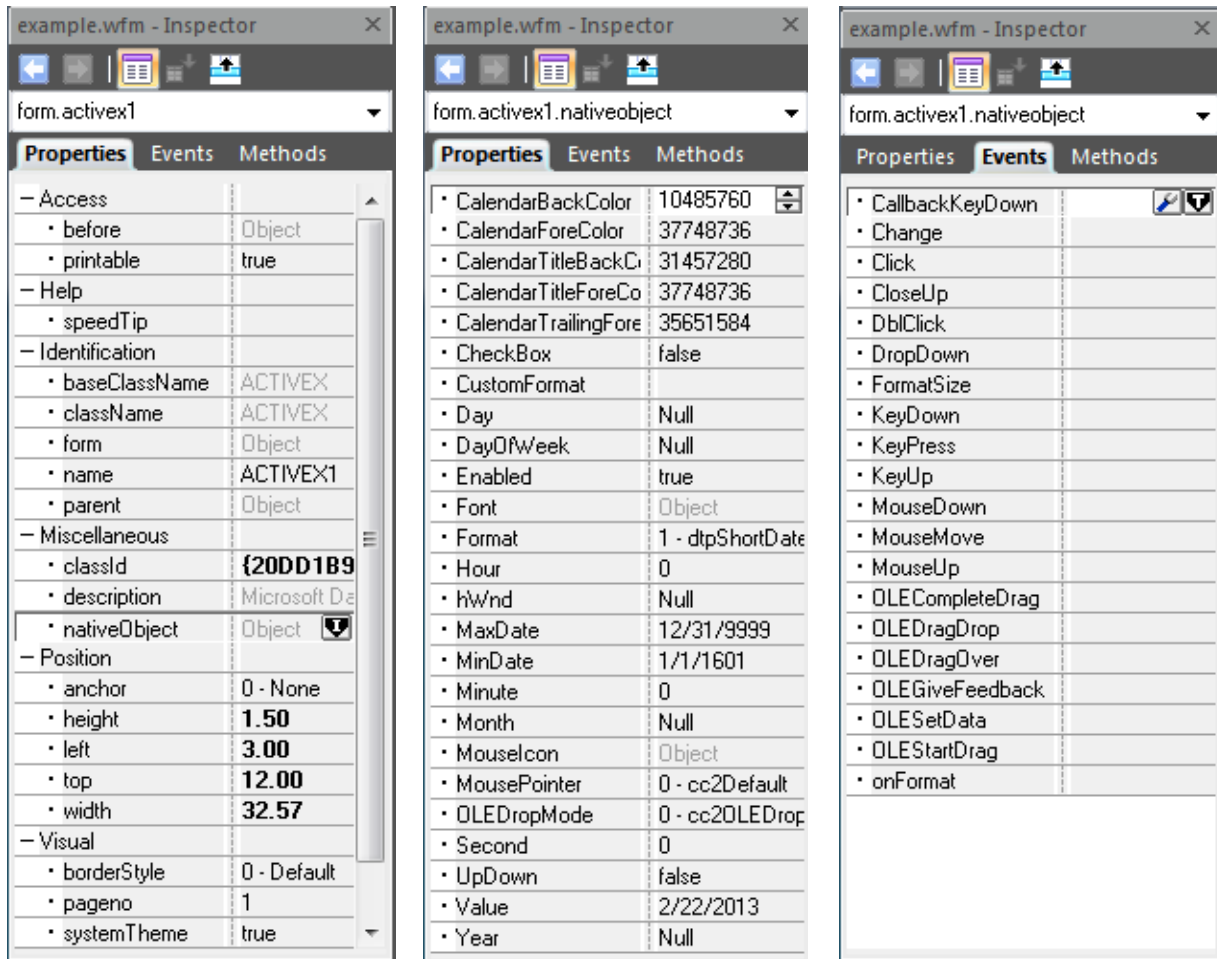 example.wfm - Inspector
form.activex1
Properties Events Methods
Access
before Object
printable true
Help
speedTip
Identification
baseClassName ACTIVEX
className ACTIVEX
form Object
name ACTIVEX1
parent Object
Miscellaneous
classId {20DD1B9
description Microsoft Da
nativeObject Object
Position
anchor 0 - None
height 1.50
left 3.00
top 12.00
width 32.57
Visual
borderStyle 0 - Default
pageno 1
systemTheme true
example.wfm - Inspector
form.activex1.nativeobject
Properties Events Methods
CalendarBackColor 10485760
CalendarForeColor 37748736
CalendarTitleBackC 31457280
CalendarTitleForeCo 37748736
CalendarTrailingFore 35651584
CheckBox false
CustomFormat
Day Null
DayOfWeek Null
Enabled true
Font Object
Format 1 - dtpShortDate
Hour 0
hWnd Null
MaxDate 12/31/9999
MinDate 1/1/1601
Minute 0
Month Null
MouseIcon Object
MousePointer 0 - cc2Default
OLEDropMode 0 - cc2OLEDrop
Second 0
UpDown false
Value 2/22/2013
Year Null
example.wfm - Inspector
form.activex1.nativeobject
Properties Events Methods
CallbackKeyDown
Change
Click
CloseUp
DblClick
DropDown
FormatSize
KeyDown
KeyPress
KeyUp
MouseDown
MouseMove
MouseUp
OLECompleteDrag
OLEDragDrop
OLEDragOver
OLEGiveFeedback
OLESetData
OLEStartDrag
onFormat